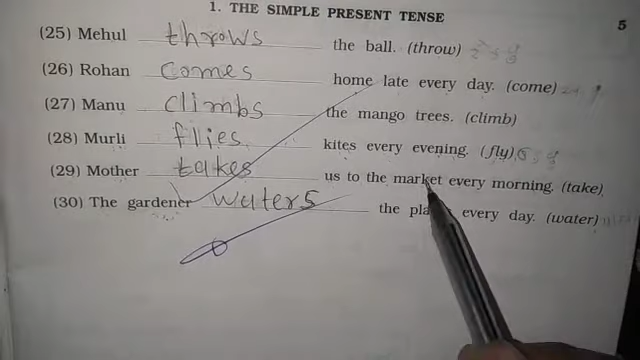 1. THE SIMPLE PRESENT TENSE 5
(25) Mehul throws the ball. (throw)
(26) Rohan comes home late every day. (come)
(27) Manu climbs the mango trees. (climb)
(28) Murli flies kites every evening. (fly)
(29) Mother takes us to the market every morning. (take)
(30) The gardener waters the every day. (water)